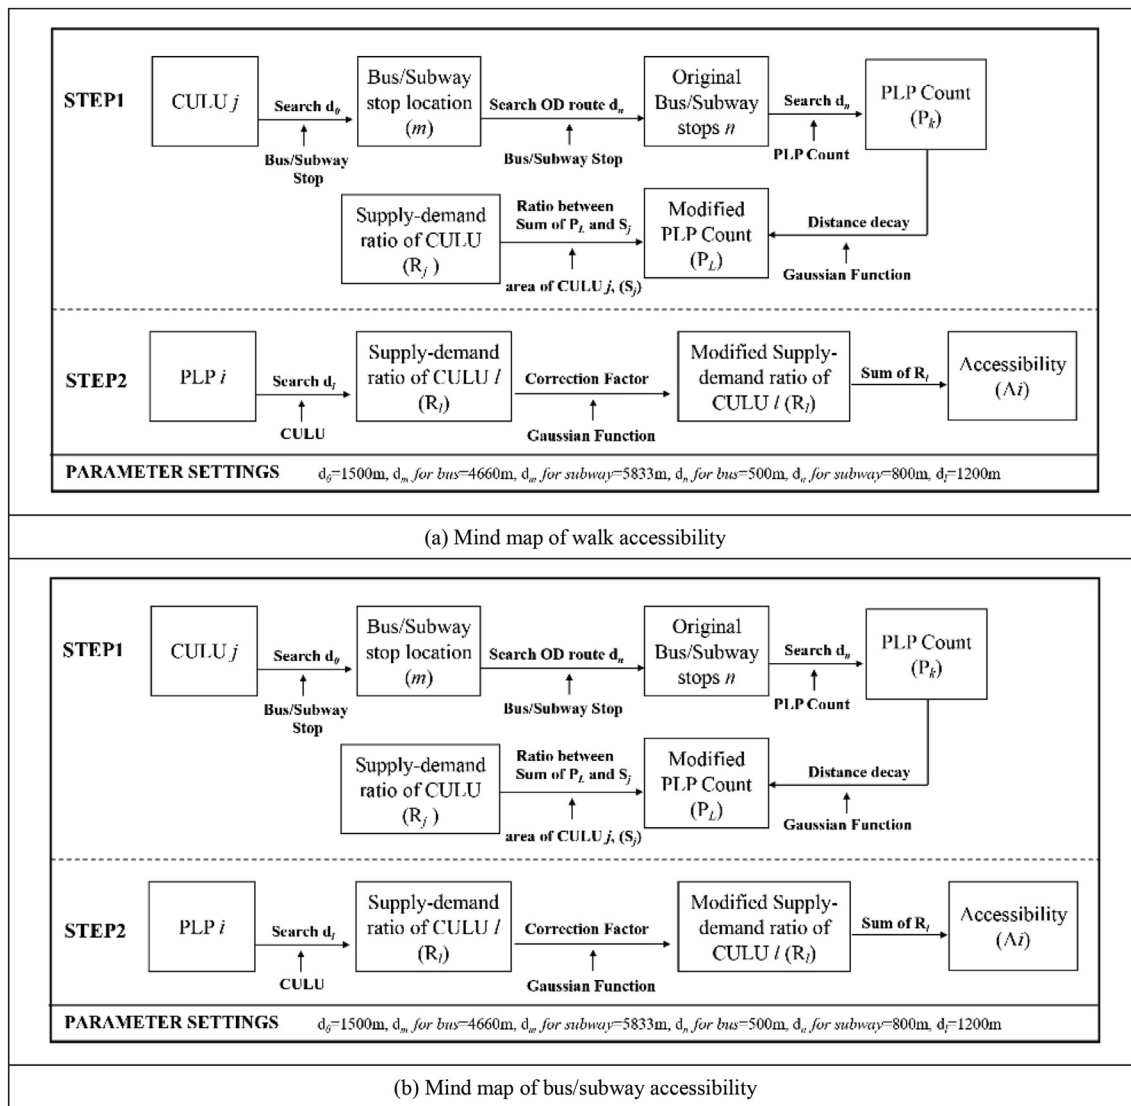 STEP1
CULU j
Search d0
Bus/Subway
Stop
Bus/Subway
stop location
(m)
Search OD route dn
Bus/Subway Stop
Original
Bus/Subway
stops n
Search dn
PLP Count
PLP Count
(Pk)
Supply-demand
ratio of CULU
(Rj )
Ratio between
Sum of PL and Sj
area of CULU j, (Sj)
Modified
PLP Count
(PL)
Distance decay
Gaussian Function
STEP2
PLP i
Search dl
CULU
Supply-demand
ratio of CULU l
(Rl)
Correction Factor
Gaussian Function
Modified Supply-
demand ratio of
CULU l (Rl)
Sum of Rl
Accessibility
(Ai)
PARAMETER SETTINGS d0=1500m, dm for bus=4660m, dm for subway=5833m, dn for bus=500m, dn for subway=800m, dl=1200m
(a) Mind map of walk accessibility
STEP1
CULU j
Search d0
Bus/Subway
Stop
Bus/Subway
stop location
(m)
Search OD route dn
Bus/Subway Stop
Original
Bus/Subway
stops n
Search dn
PLP Count
PLP Count
(Pk)
Supply-demand
ratio of CULU
(Rj )
Ratio between
Sum of PL and Sj
area of CULU j, (Sj)
Modified
PLP Count
(PL)
Distance decay
Gaussian Function
STEP2
PLP i
Search dl
CULU
Supply-demand
ratio of CULU l
(Rl)
Correction Factor
Gaussian Function
Modified Supply-
demand ratio of
CULU l (Rl)
Sum of Rl
Accessibility
(Ai)
PARAMETER SETTINGS d0=1500m, dm for bus=4660m, dm for subway=5833m, dn for bus=500m, dn for subway=800m, dl=1200m
(b) Mind map of bus/subway accessibility